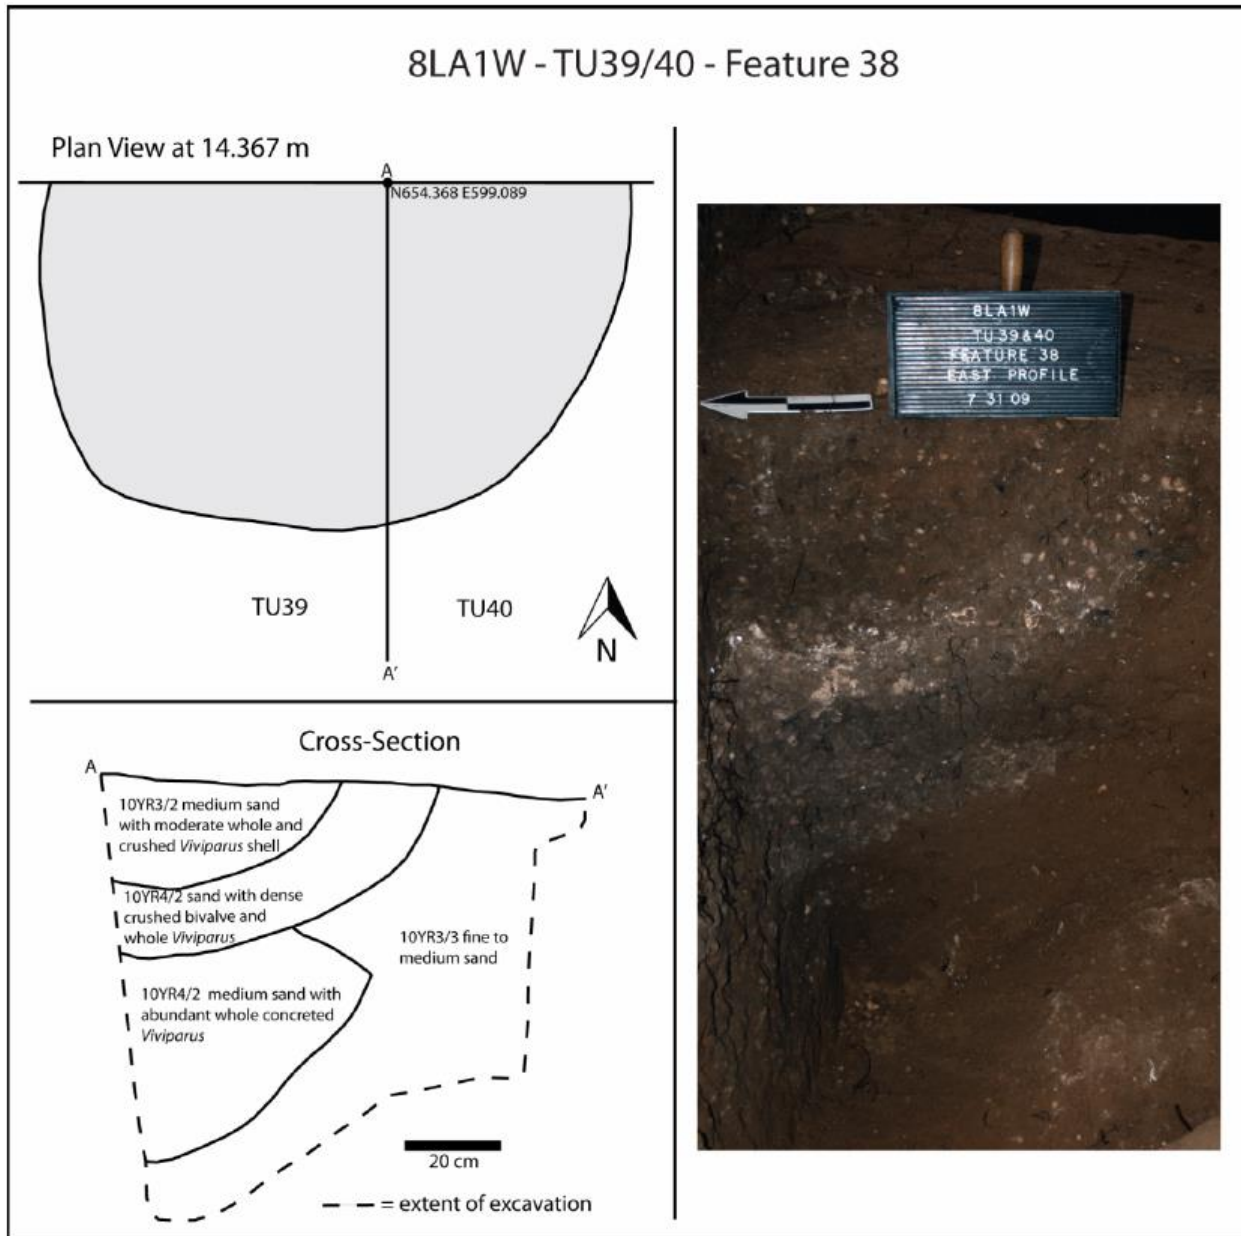 8LA1W - TU39/40 - Feature 38
Plan View at 14.367 m
A
N654.368 E599.089
TU39
TU40
N
A'
Cross-Section
A
A'
10YR3/2 medium sand
with moderate whole and
crushed Viviparus shell
10YR4/2 sand with dense
crushed bivalve and
whole Viviparus
10YR3/3 fine to
medium sand
10YR4/2 medium sand with
abundant whole concreted
Viviparus
20 cm
= extent of excavation
8LA1W
TU 39 & 40
FEATURE 38
EAST PROFILE
7 31 09